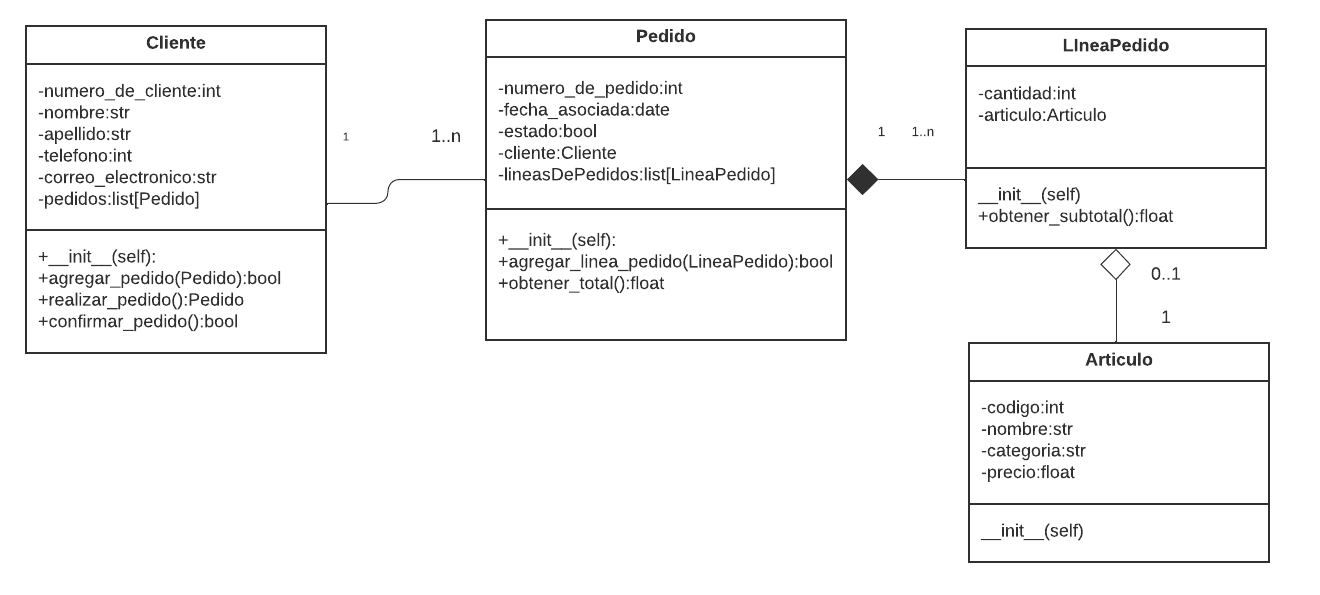 Cliente
-numero_de_cliente:int
-nombre:str
-apellido:str
-telefono:int
-correo_electronico:str
-pedidos:list[Pedido]
+__init__(self):
+agregar_pedido(Pedido):bool
+realizar_pedido():Pedido
+confirmar_pedido():bool
1
1..n
Pedido
-numero_de_pedido:int
-fecha_asociada:date
-estado:bool
-cliente:Cliente
-lineasDePedidos:list[LineaPedido]
+__init__(self):
+agregar_linea_pedido(LineaPedido):bool
+obtener_total():float
1
1..n
LIneaPedido
-cantidad:int
-articulo:Articulo
__init__(self)
+obtener_subtotal():float
0..1
1
Articulo
-codigo:int
-nombre:str
-categoria:str
-precio:float
__init__(self)